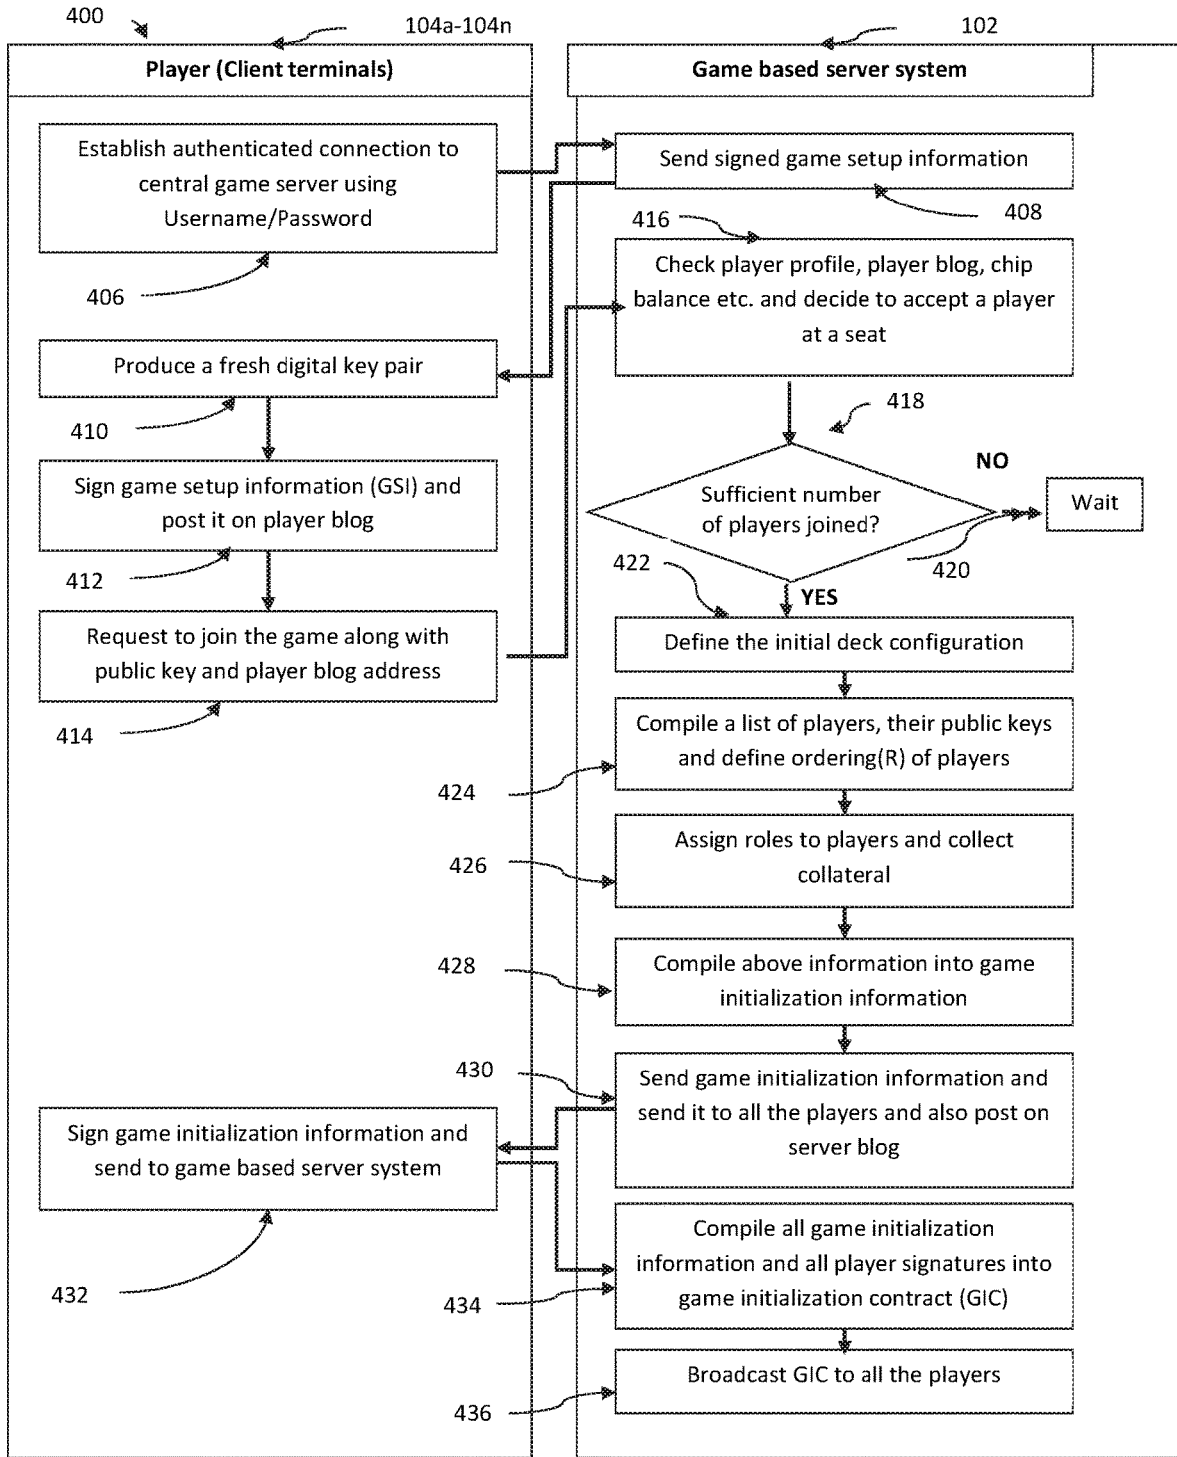 400
104a-104n
102
Player (Client terminals)
Game based server system
Establish authenticated connection to
central game server using
Username/Password
406
Send signed game setup information
408
416
Check player profile, player blog, chip
balance etc. and decide to accept a player
at a seat
Produce a fresh digital key pair
410
418
Sign game setup information (GSI) and
post it on player blog
412
Sufficient number
of players joined?
NO
Wait
420
422
YES
Request to join the game along with
public key and player blog address
414
Define the initial deck configuration
Compile a list of players, their public keys
and define ordering(R) of players
424
Assign roles to players and collect
collateral
426
Compile above information into game
initialization information
428
430
Send game initialization information and
send it to all the players and also post on
server blog
Sign game initialization information and
send to game based server system
432
Compile all game initialization
information and all player signatures into
game initialization contract (GIC)
434
Broadcast GIC to all the players
436